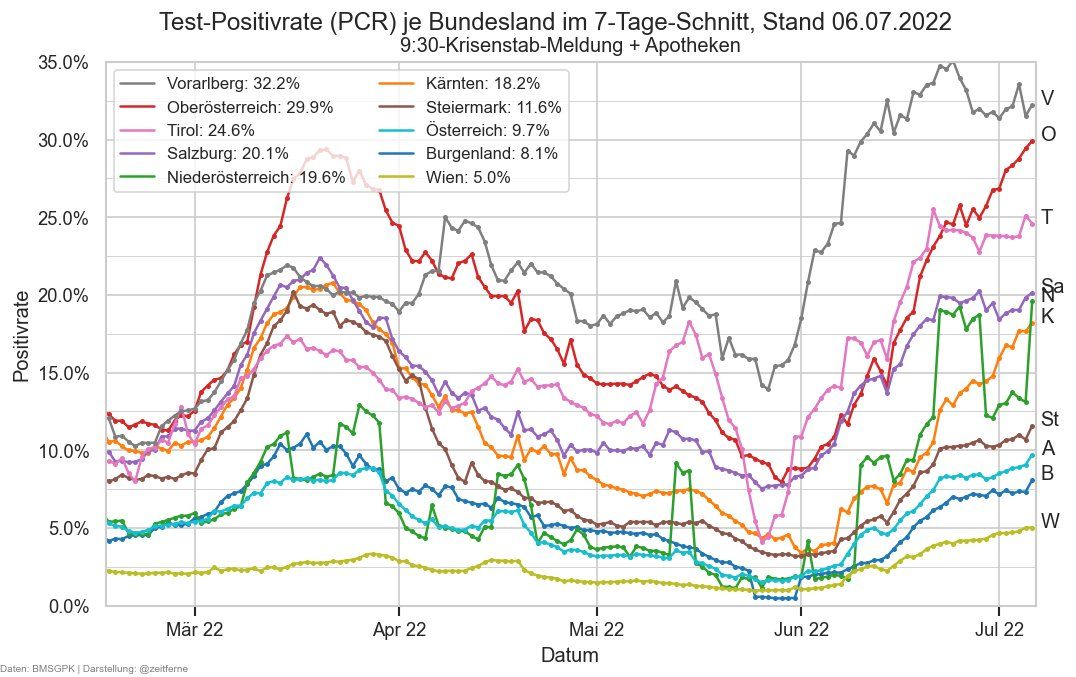 Test-Positivrate (PCR) je Bundesland im 7-Tage-Schnitt, Stand 06.07.2022
9:30-Krisenstab-Meldung + Apotheken
Vorarlberg: 32.2%
Oberösterreich: 29.9%
Tirol: 24.6%
Salzburg: 20.1%
Niederösterreich: 19.6%
Kärnten: 18.2%
Steiermark: 11.6%
Österreich: 9.7%
Burgenland: 8.1%
Wien: 5.0%
Positivrate
35.0%
30.0%
25.0%
20.0%
15.0%
10.0%
5.0%
0.0%
V
O
T
Sa
N
K
St
A
B
W
Mär 22
Apr 22
Mai 22
Jun 22
Jul 22
Datum
Daten: BMSGPK | Darstellung: @zeitferne